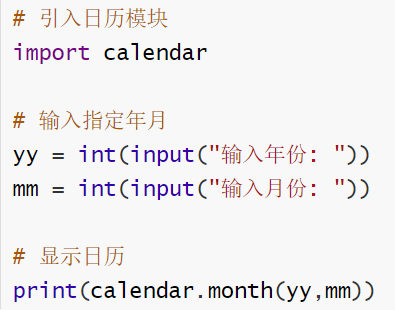 # 引入日历模块
import calendar
# 输入指定年月
yy = int(input("输入年份: "))
mm = int(input("输入月份: "))
# 显示日历
print(calendar.month(yy,mm))